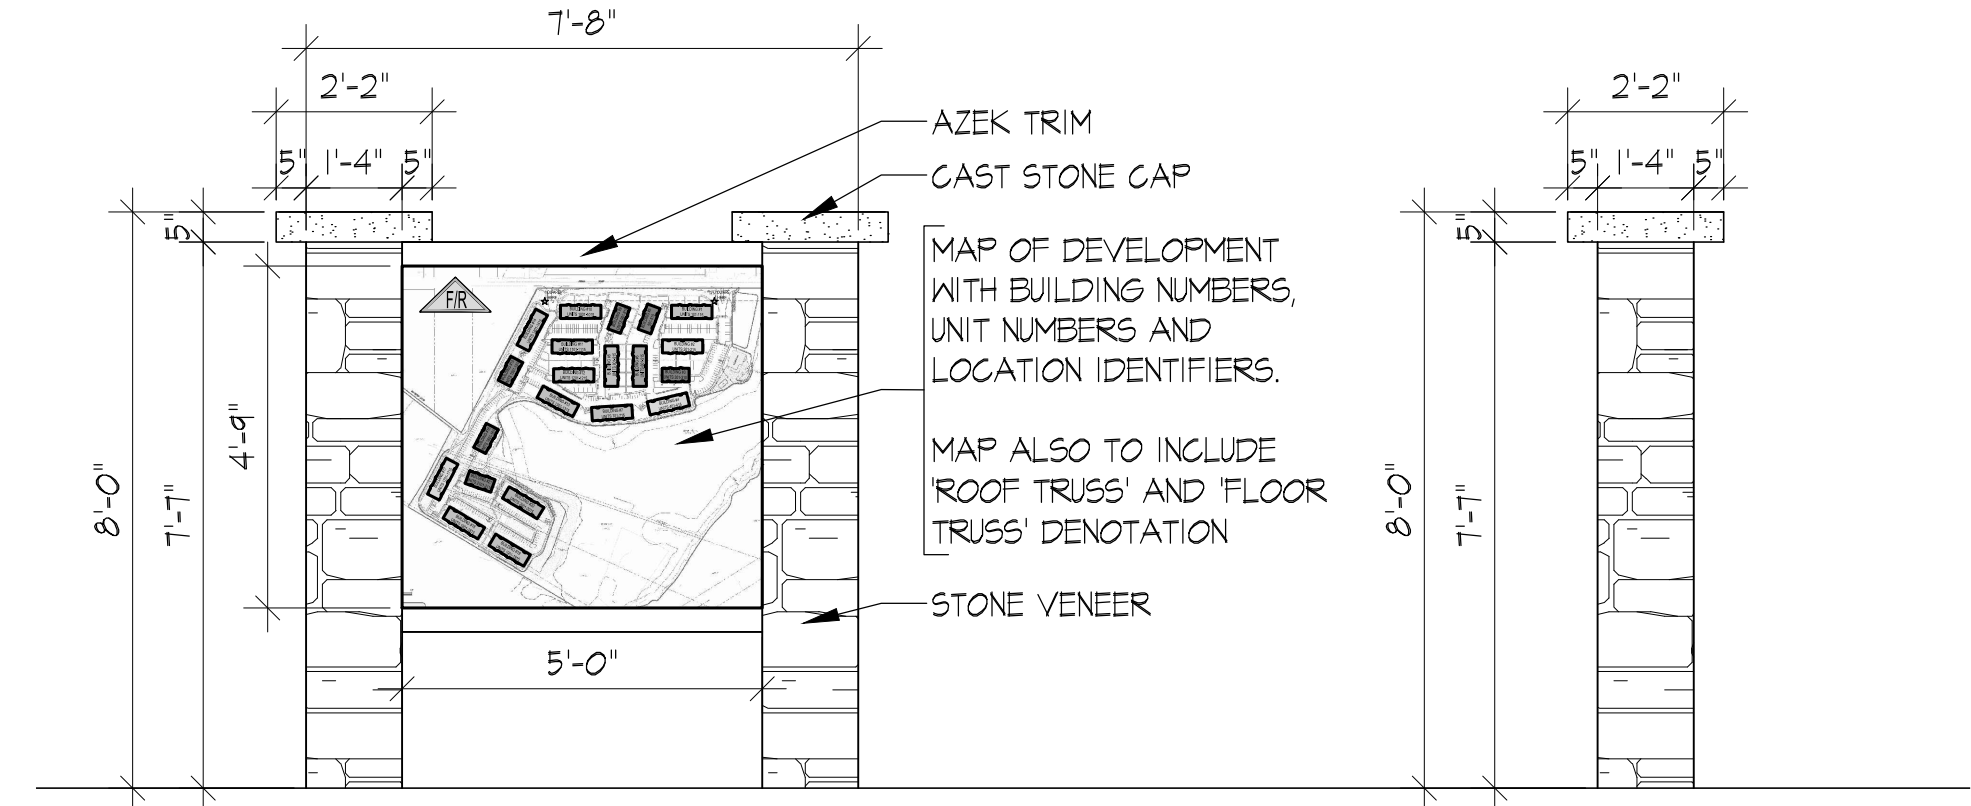 7'-8"
2'-2"
2'-2"
AZEK TRIM
5" 1'-4" 5"
5" 1'-4" 5"
CAST STONE CAP
5"
5"
MAP OF DEVELOPMENT
WITH BUILDING NUMBERS,
UNIT NUMBERS AND
LOCATION IDENTIFIERS.
F/R
4'-9"
MAP ALSO TO INCLUDE
'ROOF TRUSS' AND 'FLOOR
TRUSS' DENOTATION
8'-0"
7'-7"
8'-0"
7'-7"
STONE VENEER
5'-0"